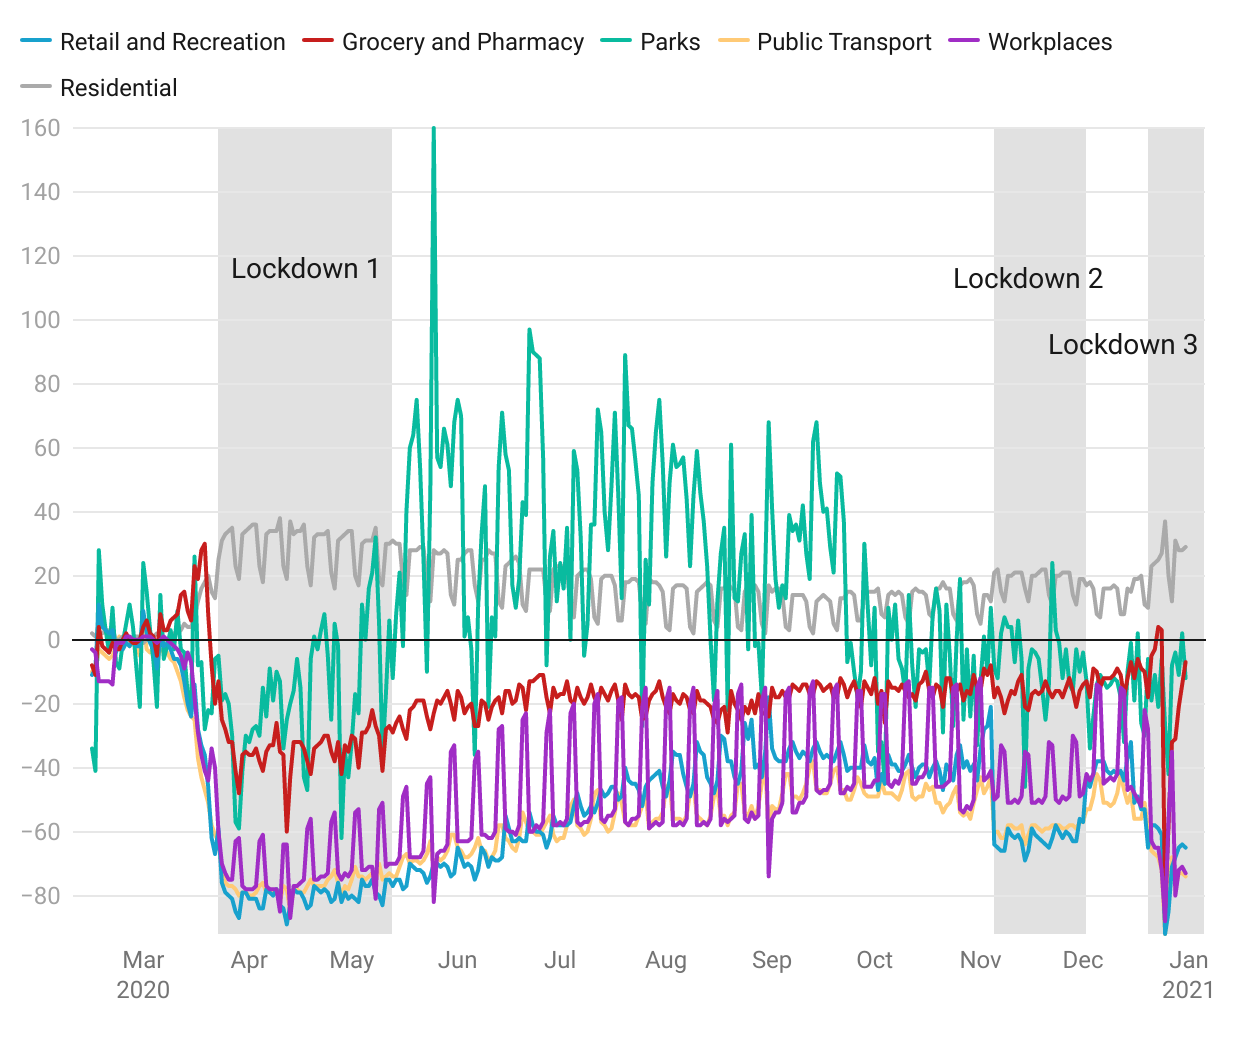 Retail and Recreation Grocery and Pharmacy Parks Public Transport Workplaces
Residential
160
140
120
100
80
60
40
20
0
−20
−40
−60
−80
Lockdown 1
Lockdown 2
Lockdown 3
Mar Apr May Jun Jul Aug Sep Oct Nov Dec Jan
2020 2021